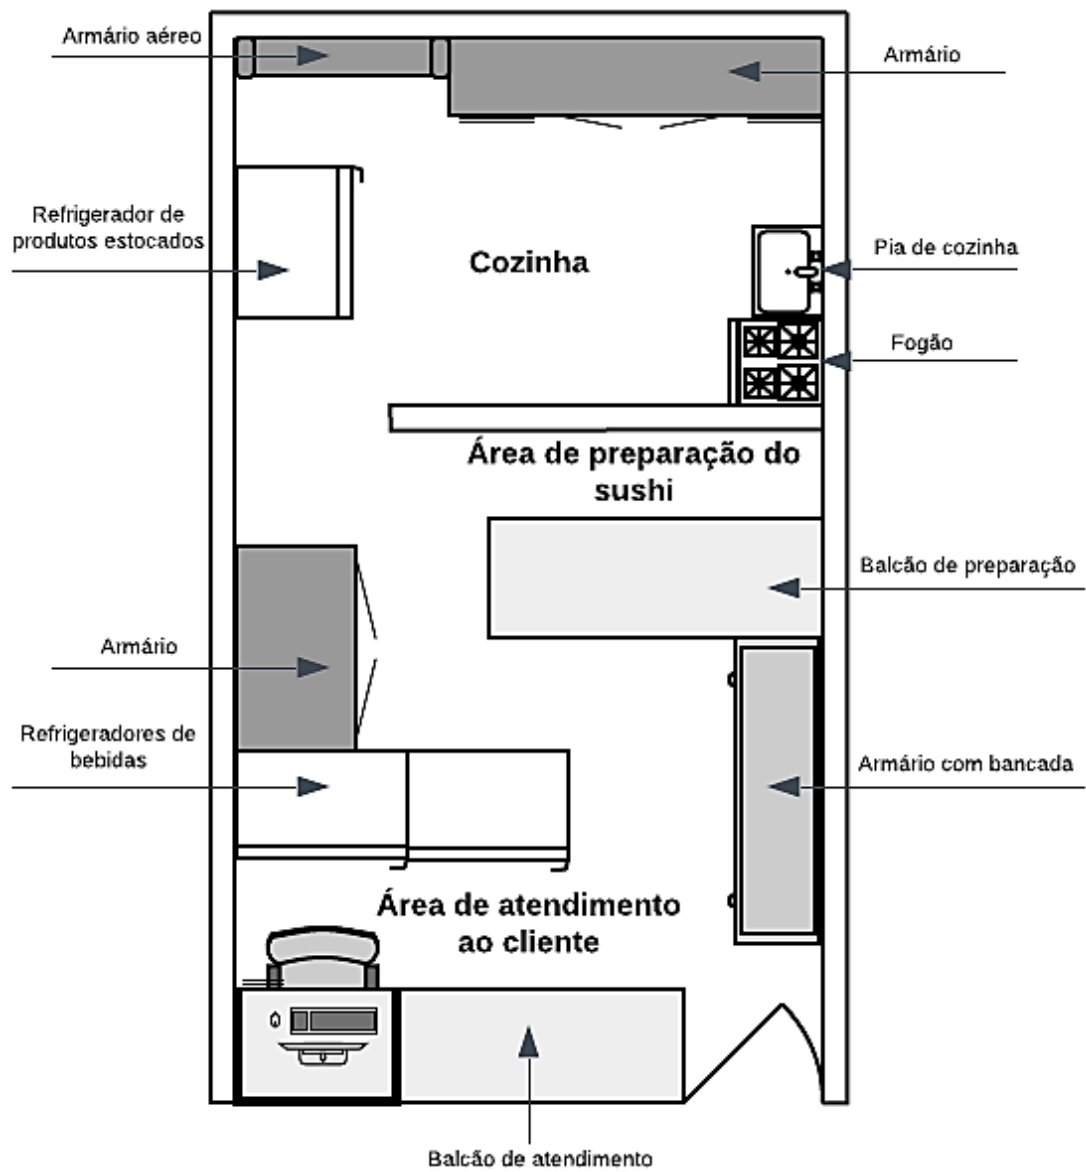 Armário aéreo
Armário
Refrigerador de
produtos estocados
Cozinha
Pia de cozinha
Fogão
Área de preparação do
sushi
Balcão de preparação
Armário
Refrigeradores de
bebidas
Armário com bancada
Área de atendimento
ao cliente
Balcão de atendimento